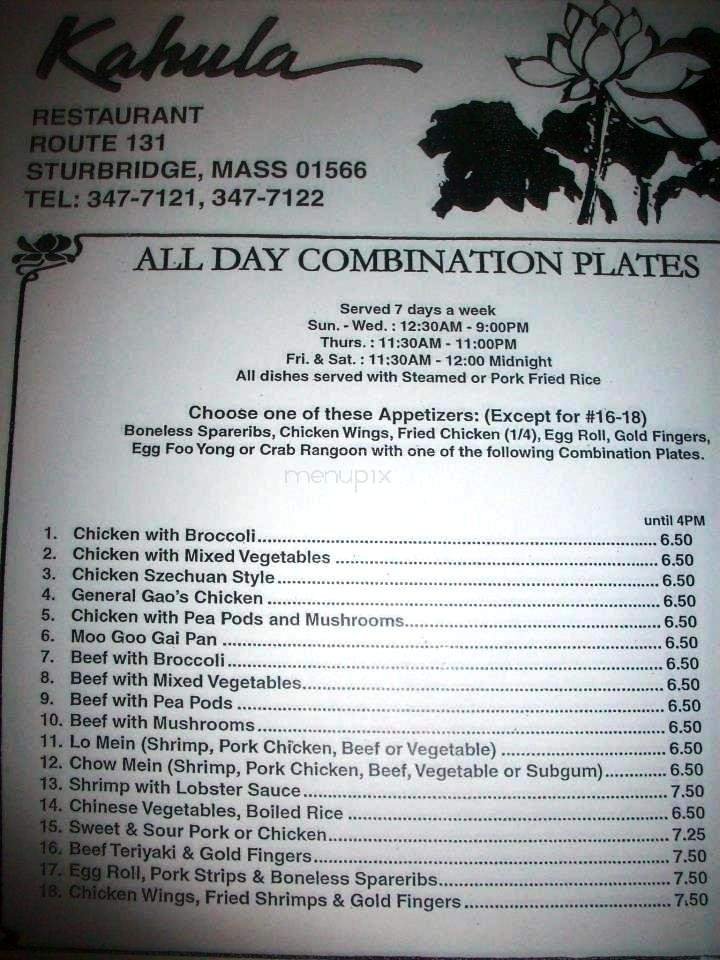 Kahula
RESTAURANT
ROUTE 131
STURBRIDGE, MASS 01566
TEL: 347-7121, 347-7122
ALL DAY COMBINATION PLATES
Served 7 days a week
Sun. - Wed. : 12:30AM - 9:00PM
Thurs. : 11:30AM - 11:00PM
Fri. & Sat. : 11:30AM - 12:00 Midnight
All dishes served with Steamed or Pork Fried Rice
Choose one of these Appetizers: (Except for #16-18)
Boneless Spareribs, Chicken Wings, Fried Chicken (1/4), Egg Roll, Gold Fingers,
Egg Foo Yong or Crab Rangoon with one of the following Combination Plates.
menupix
until 4PM
1. Chicken with Broccoli 6.50
2. Chicken with Mixed Vegetables 6.50
3. Chicken Szechuan Style 6.50
4. General Gao's Chicken 6.50
5. Chicken with Pea Pods and Mushrooms 6.50
6. Moo Goo Gai Pan 6.50
7. Beef with Broccoli 6.50
8. Beef with Mixed Vegetables 6.50
9. Beef with Pea Pods 6.50
10. Beef with Mushrooms 6.50
11. Lo Mein (Shrimp, Pork Chicken, Beef or Vegetable) 6.50
12. Chow Mein (Shrimp, Pork Chicken, Beef, Vegetable or Subgum) 6.50
13. Shrimp with Lobster Sauce 7.50
14. Chinese Vegetables, Boiled Rice 6.50
15. Sweet & Sour Pork or Chicken 7.25
16. Beef Teriyaki & Gold Fingers 7.50
17. Egg Roll, Pork Strips & Boneless Spareribs 7.50
18. Chicken Wings, Fried Shrimps & Gold Fingers 7.50